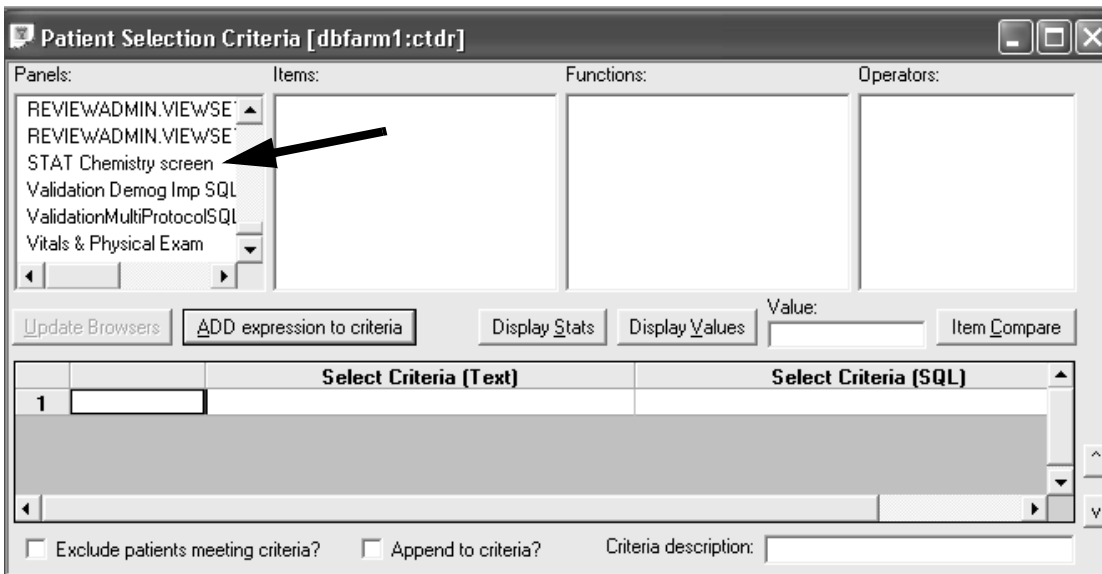 Patient Selection Criteria [dbfarm1:ctdr]
Panels: Items: Functions: Operators:
REVIEWADMIN.VIEWSE
REVIEWADMIN.VIEWSE
STAT Chemistry screen
Validation Demog Imp SQL
ValidationMultiProtocolSQL
Vitals & Physical Exam
Update Browsers ADD expression to criteria Display Stats Display Values Value: Item Compare
Select Criteria (Text) Select Criteria (SQL)
1
Exclude patients meeting criteria? Append to criteria? Criteria description: